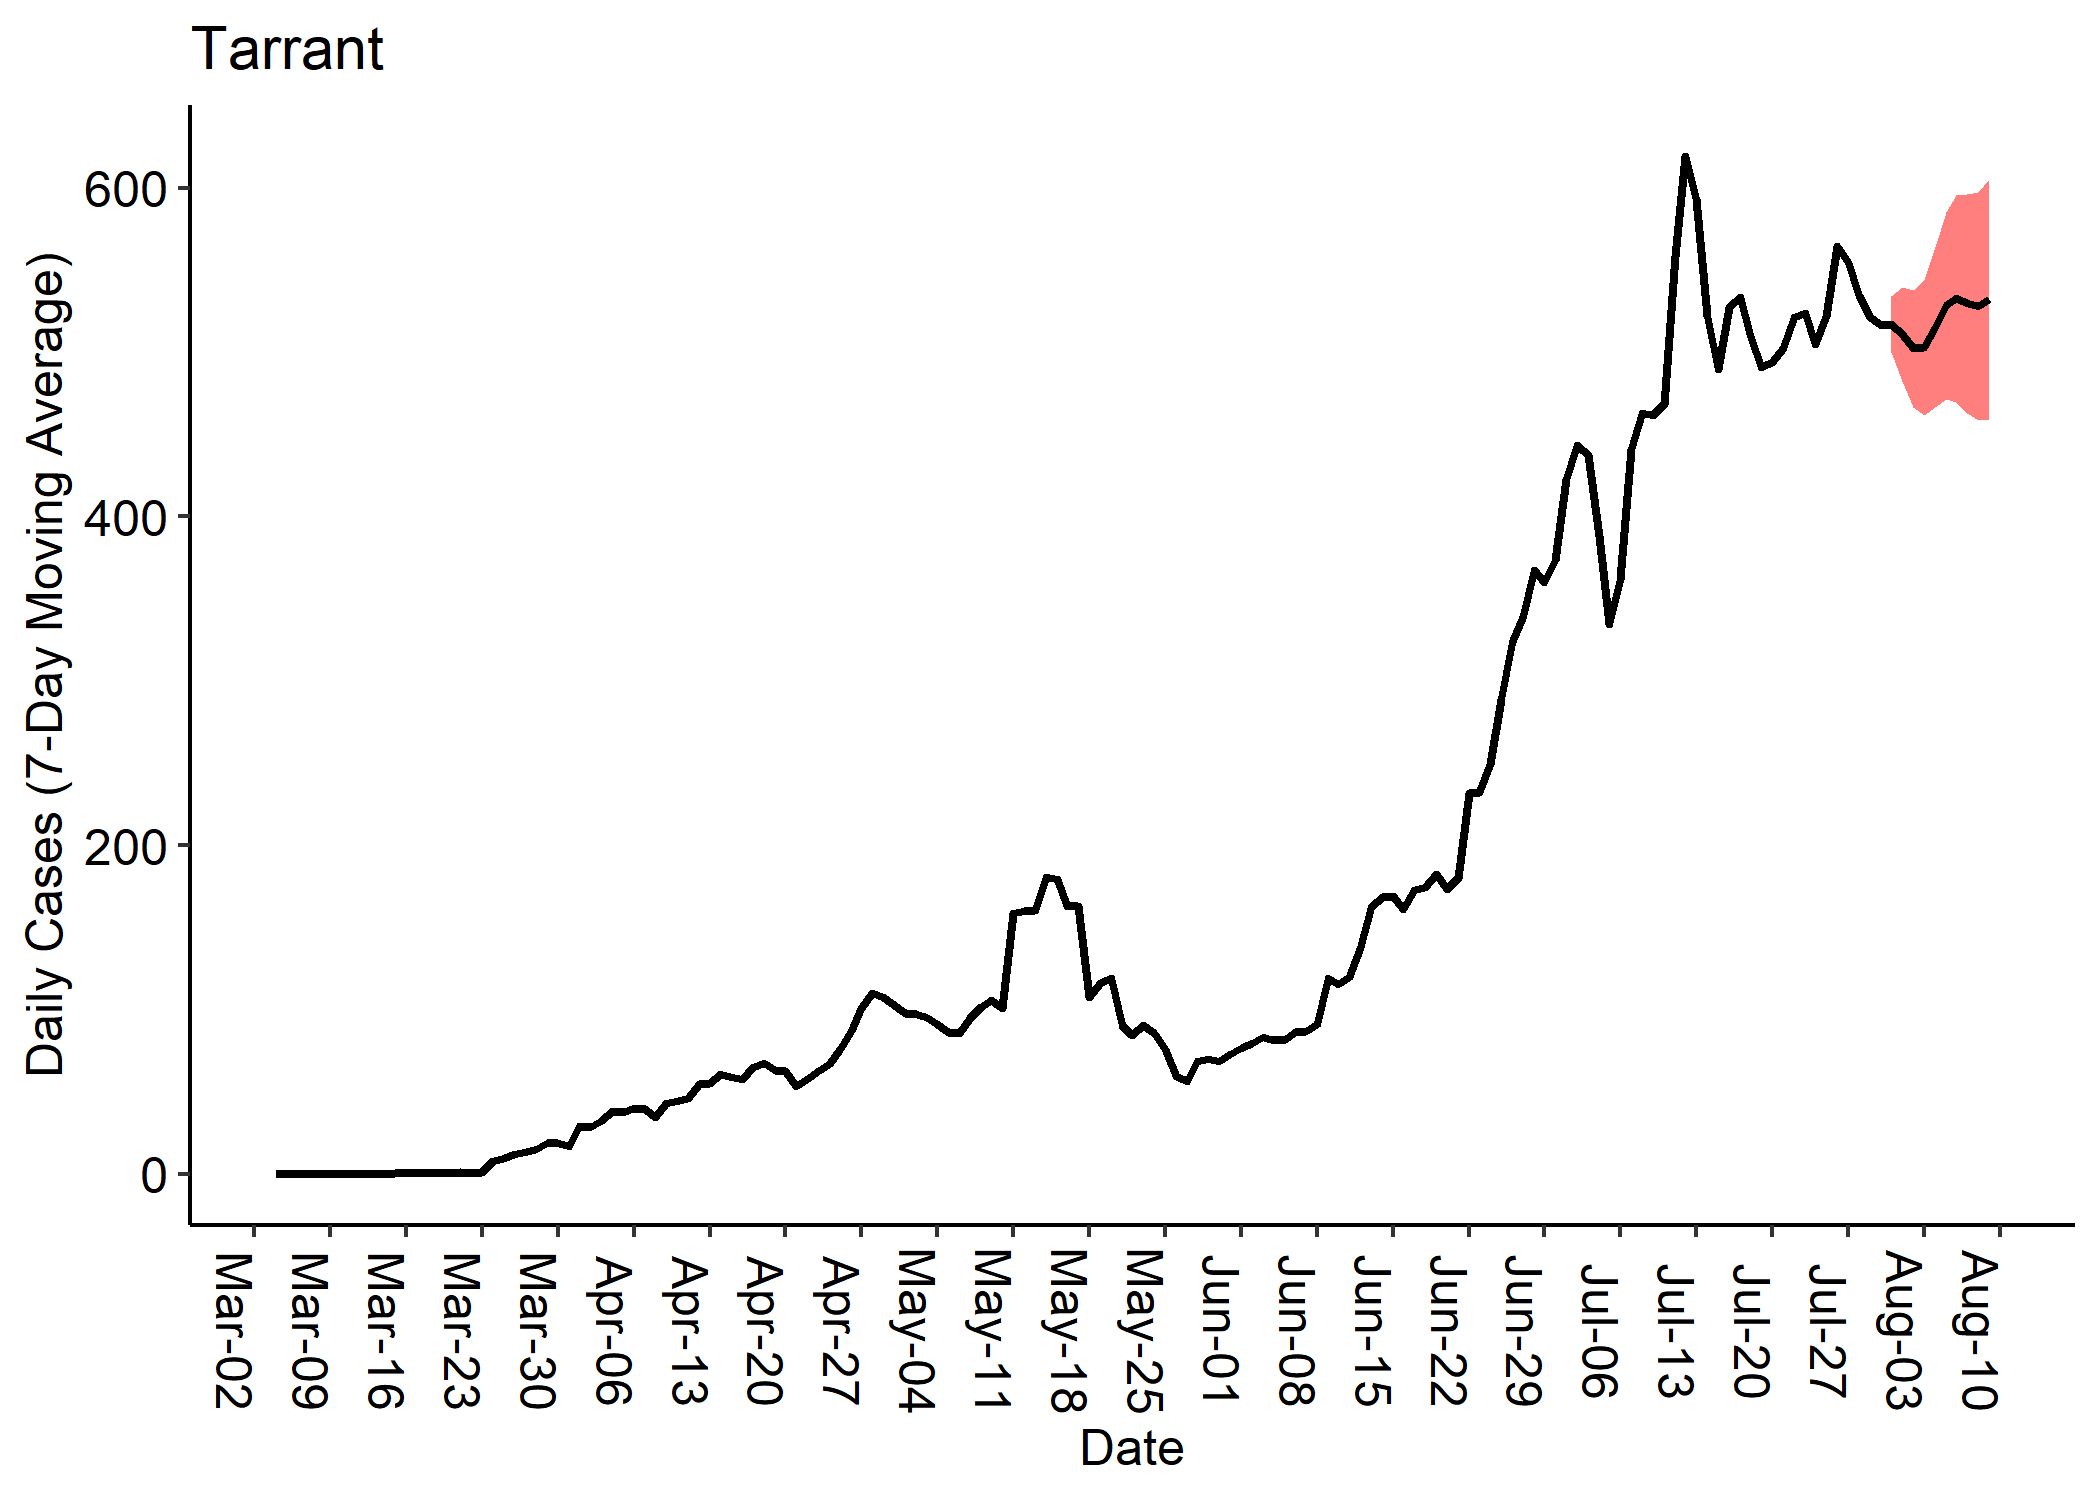 Tarrant
Daily Cases (7-Day Moving Average)
600
400
200
0
Mar-02
Mar-09
Mar-16
Mar-23
Mar-30
Apr-06
Apr-13
Apr-20
Apr-27
May-04
May-11
May-18
May-25
Jun-01
Jun-08
Jun-15
Jun-22
Jun-29
Jul-06
Jul-13
Jul-20
Jul-27
Aug-03
Aug-10
Date